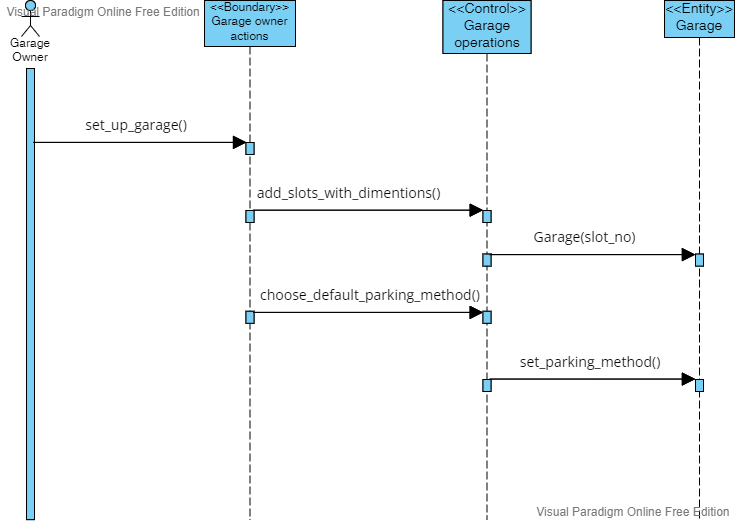 Visual Paradigm Online Free Edition
Garage
Owner
<<Boundary>>
Garage owner
actions
<<Control>>
Garage
operations
<<Entity>>
Garage
set_up_garage()
add_slots_with_dimentions()
Garage(slot_no)
choose_default_parking_method()
set_parking_method()
Visual Paradigm Online Free Edition